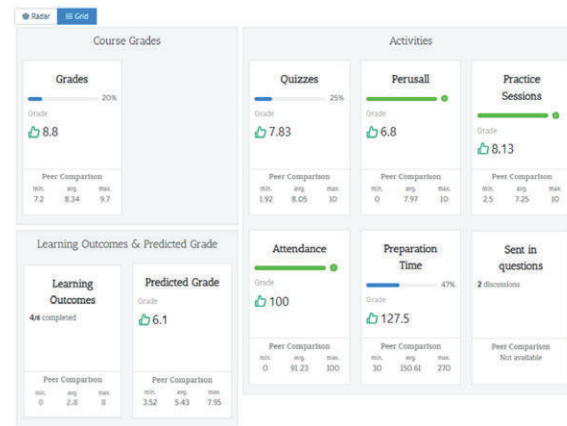 Radar Grid
Course Grades
Grades
20%
Grade
8.8
Peer Comparison
min. avg. max.
7.2 8.34 9.7
Activities
Quizzes
25%
Grade
7.83
Peer Comparison
min. avg. max.
1.92 8.05 10
Perusall
Grade
6.8
Peer Comparison
min. avg. max.
0 7.97 10
Practice
Sessions
Grade
8.13
Peer Comparison
min. avg. max.
2.5 7.25 10
Learning Outcomes & Predicted Grade
Learning
Outcomes
4/8 completed
Peer Comparison
min. avg. max.
0 2.8 8
Predicted Grade
Grade
6.1
Peer Comparison
min. avg. max.
3.52 5.43 7.95
Attendance
Grade
100
Peer Comparison
min. avg. max.
0 91.23 100
Preparation
Time
47%
Grade
127.5
Peer Comparison
min. avg. max.
30 150.61 270
Sent in
questions
2 discussions
Peer Comparison
Not available